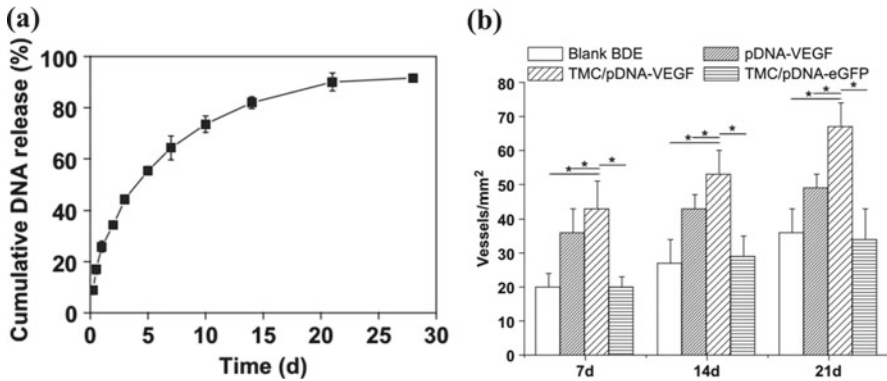 (a)
Cumulative DNA release (%)
100
80
60
40
20
0
0 5 10 15 20 25 30
Time (d)
(b)
Blank BDE pDNA-VEGF
TMC/pDNA-VEGF TMC/pDNA-eGFP
Vessels/mm²
80
70
60
50
40
30
20
10
0
* * *
* * *
* * *
7d 14d 21d